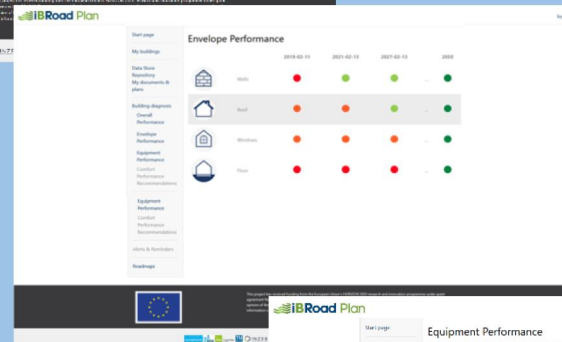 iBRoad Plan
Start page
My buildings
Data Store
Repository
My documents &
plans
Building diagnosis
Overall
Performance
Envelope
Performance
Equipment
Performance
Comfort
Performance
Recommendations
Equipment
Performance
Comfort
Performance
Recommendations
Alerts & Reminders
Roadmaps
Envelope Performance
2019-02-11 2021-02-13 2027-02-13 ... 2050
Walls ...
Roof ...
Windows ...
Floor ...
iBRoad Plan
Start page
Equipment Performance